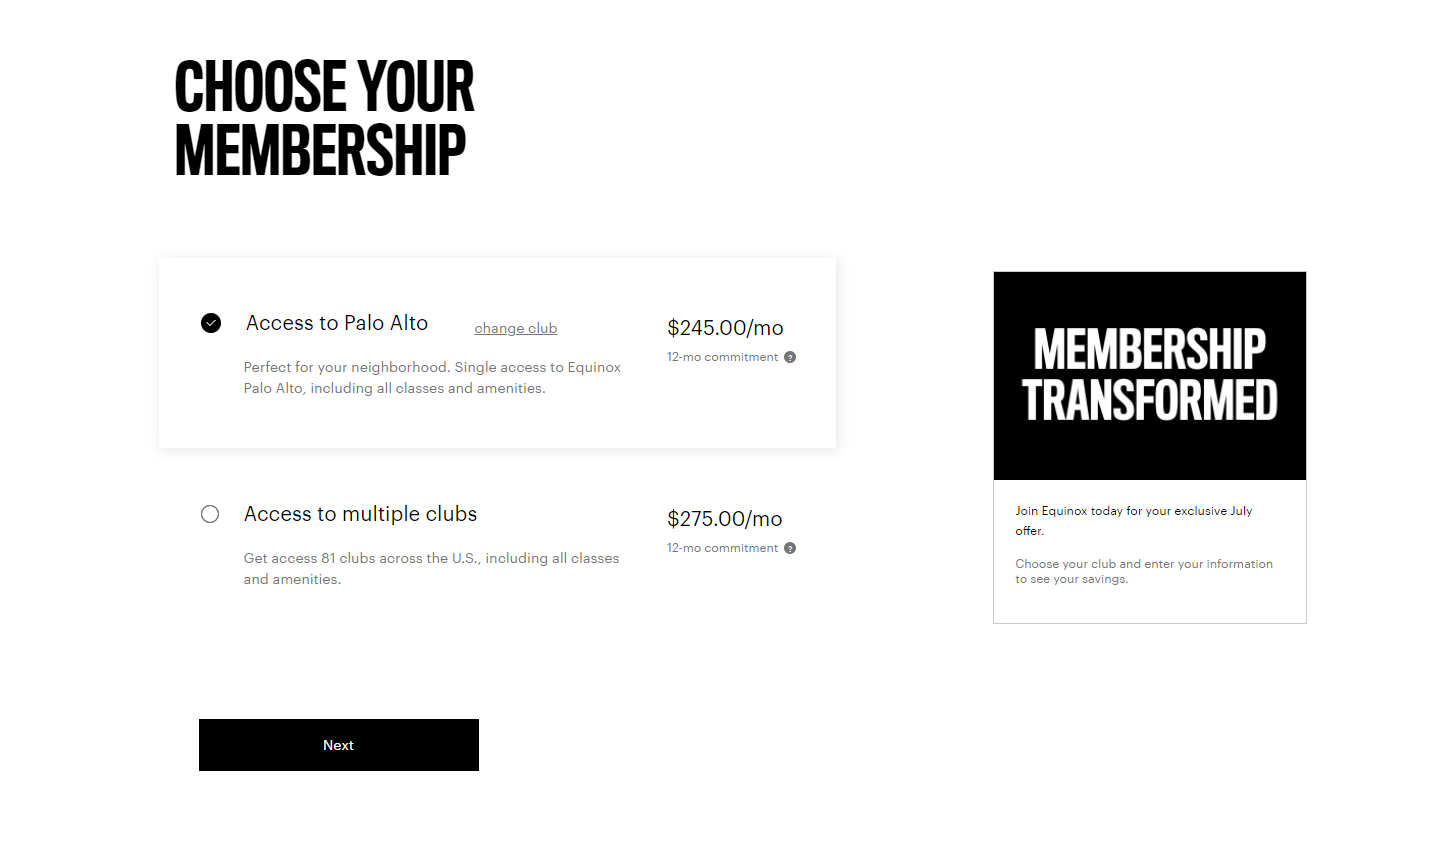 CHOOSE YOUR
MEMBERSHIP
Access to Palo Alto
change club
$245.00/mo
12-mo commitment ?
Perfect for your neighborhood. Single access to Equinox
Palo Alto, including all classes and amenities.
Access to multiple clubs
$275.00/mo
12-mo commitment ?
Get access 81 clubs across the U.S., including all classes
and amenities.
Next
MEMBERSHIP
TRANSFORMED
Join Equinox today for your exclusive July
offer.
Choose your club and enter your information
to see your savings.